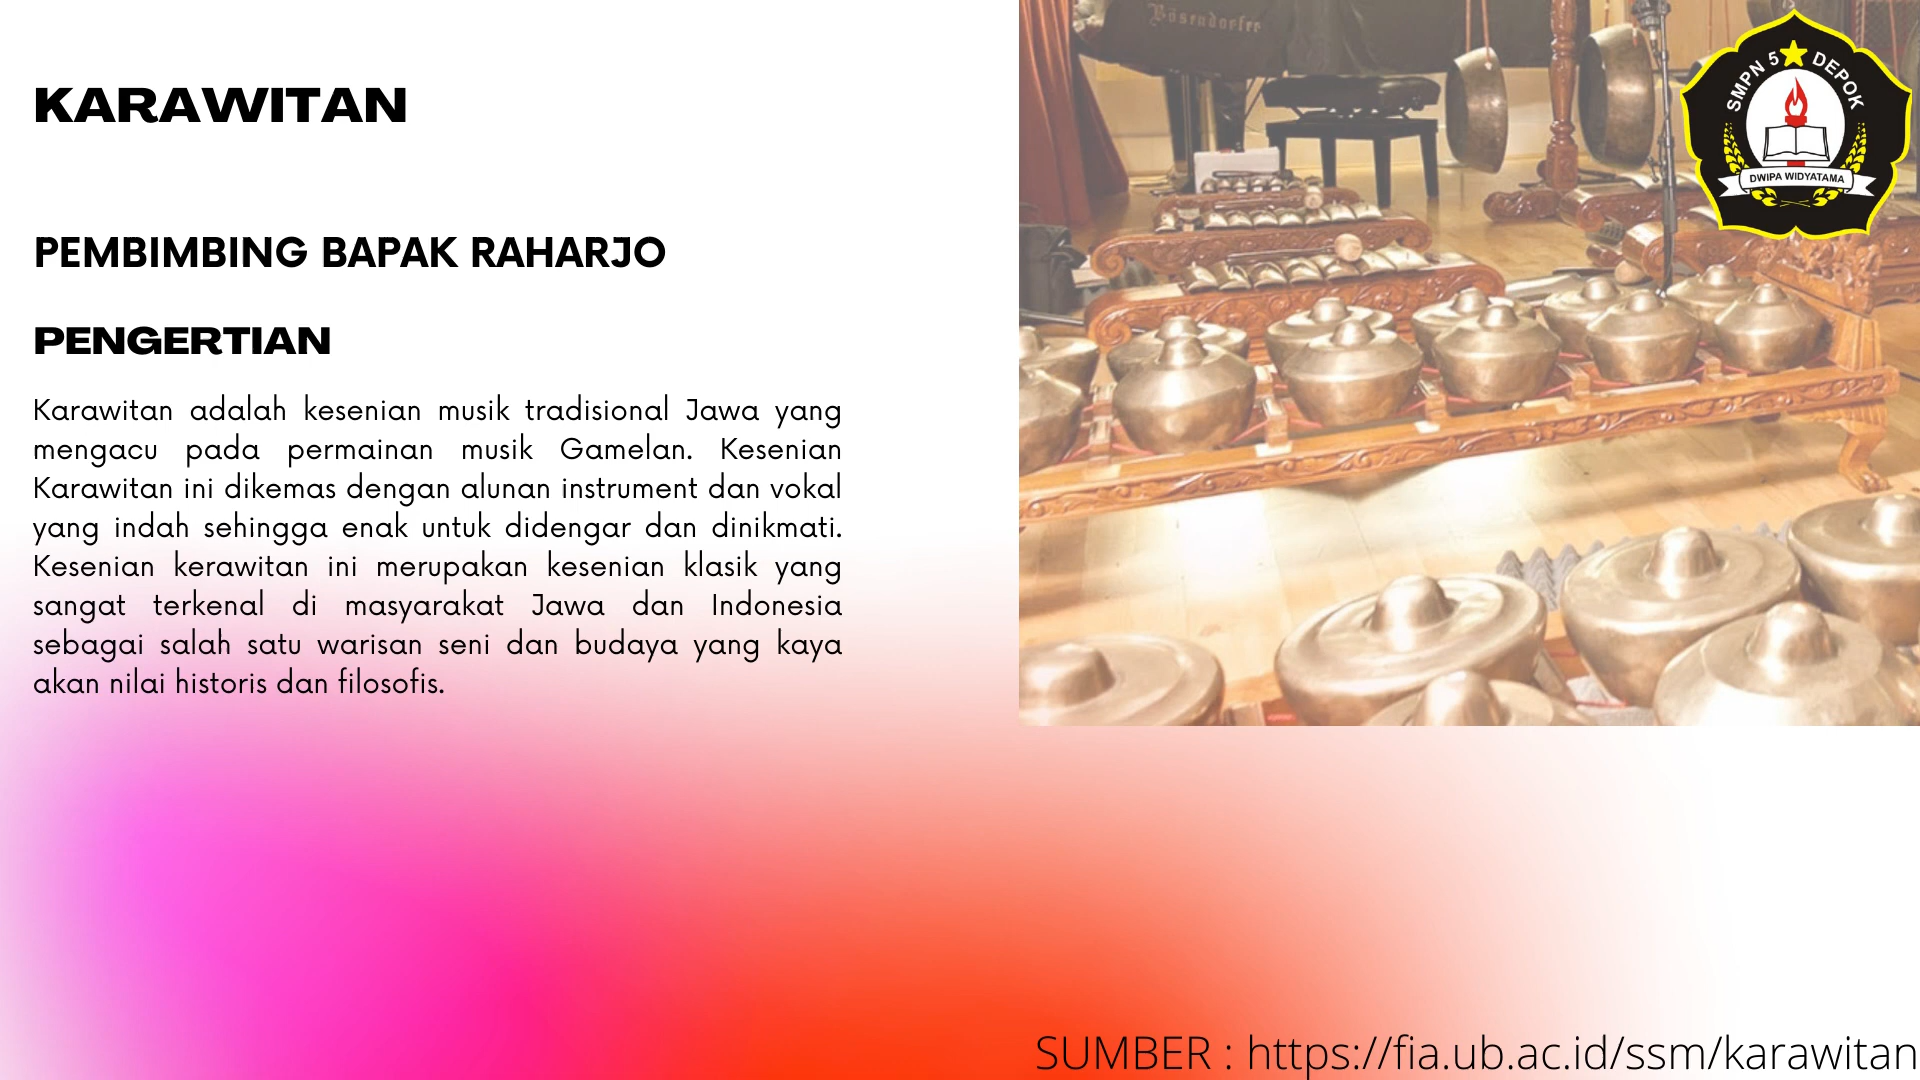 KARAWITAN
PEMBIMBING BAPAK RAHARJO
PENGERTIAN
Karawitan adalah kesenian musik tradisional Jawa yang
mengacu pada permainan musik Gamelan. Kesenian
Karawitan ini dikemas dengan alunan instrument dan vokal
yang indah sehingga enak untuk didengar dan dinikmati.
Kesenian kerawitan ini merupakan kesenian klasik yang
sangat terkenal di masyarakat Jawa dan Indonesia
sebagai salah satu warisan seni dan budaya yang kaya
akan nilai historis dan filosofis.
Bösendorfer
SMPN 5 DEPOK
DWIPA WIDYATAMA
SUMBER : https://fia.ub.ac.id/ssm/karawitan